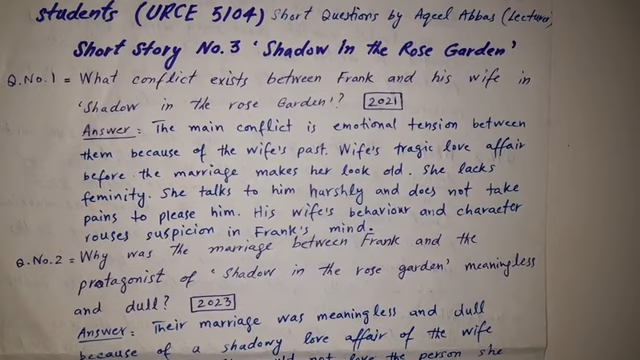 students (URCE 5104) Short Questions by Aqeel Abbas (Lecturer)
Short Story No. 3 'Shadow In the Rose Garden'
Q.No.1 = What conflict exists between Frank and his wife in
'Shadow in the rose Garden'? 2021
Answer: The main conflict is emotional tension between
them because of the wife's past. Wife's tragic love affair
before the marriage makes her look old. She lacks
feminity. She talks to him harshly and does not take
pains to please him. His wife's behaviour and character
rouses suspicion in Frank's mind.
Q.No.2 = Why was the marriage between Frank and the
protagonist of 'Shadow in the rose garden' meaningless
and dull? 2023
Answer: Their marriage was meaningless and dull
because of a shadowy love affair of the wife
not love the person she